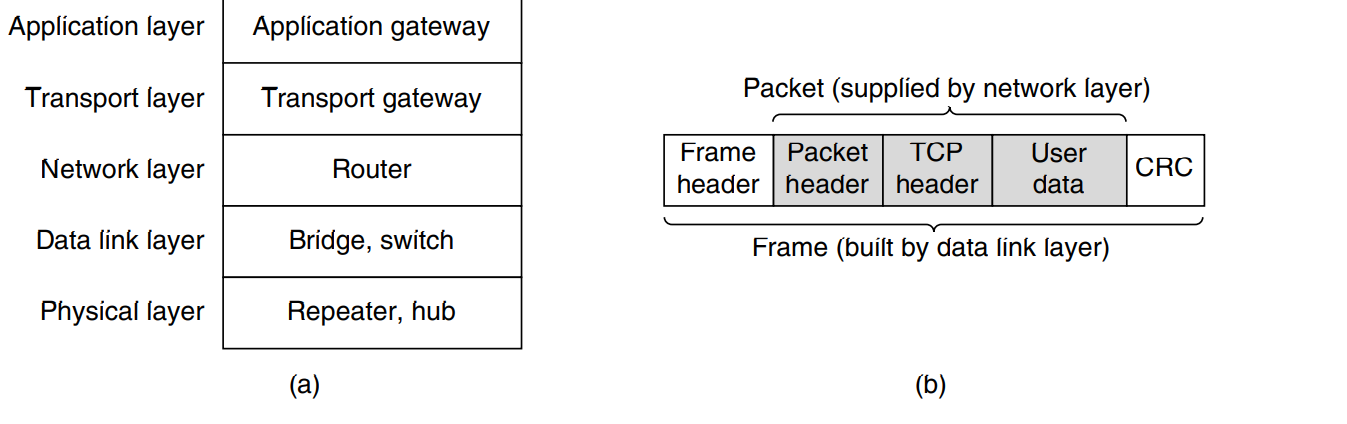 Application layer
Application gateway
Transport layer
Transport gateway
Network layer
Router
Data link layer
Bridge, switch
Physical layer
Repeater, hub
(a)
Packet (supplied by network layer)
Frame
header
Packet
header
TCP
header
User
data
CRC
Frame (built by data link layer)
(b)